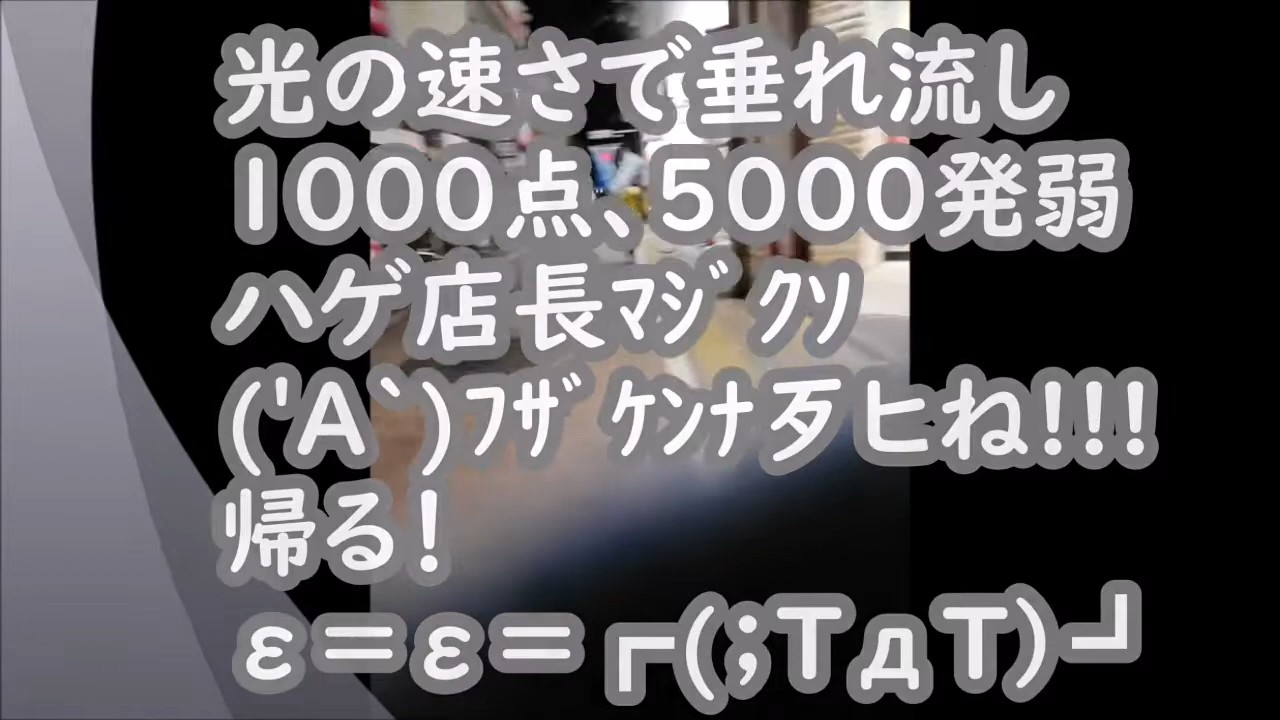 光の速さで垂れ流し
1000点、5000発弱
ハゲ店長ﾏｼﾞｸｿ
('A`)ﾌｻﾞｹﾝﾅ歹ヒね!!!
帰る!
ε＝ε＝┏(;TдT)┛